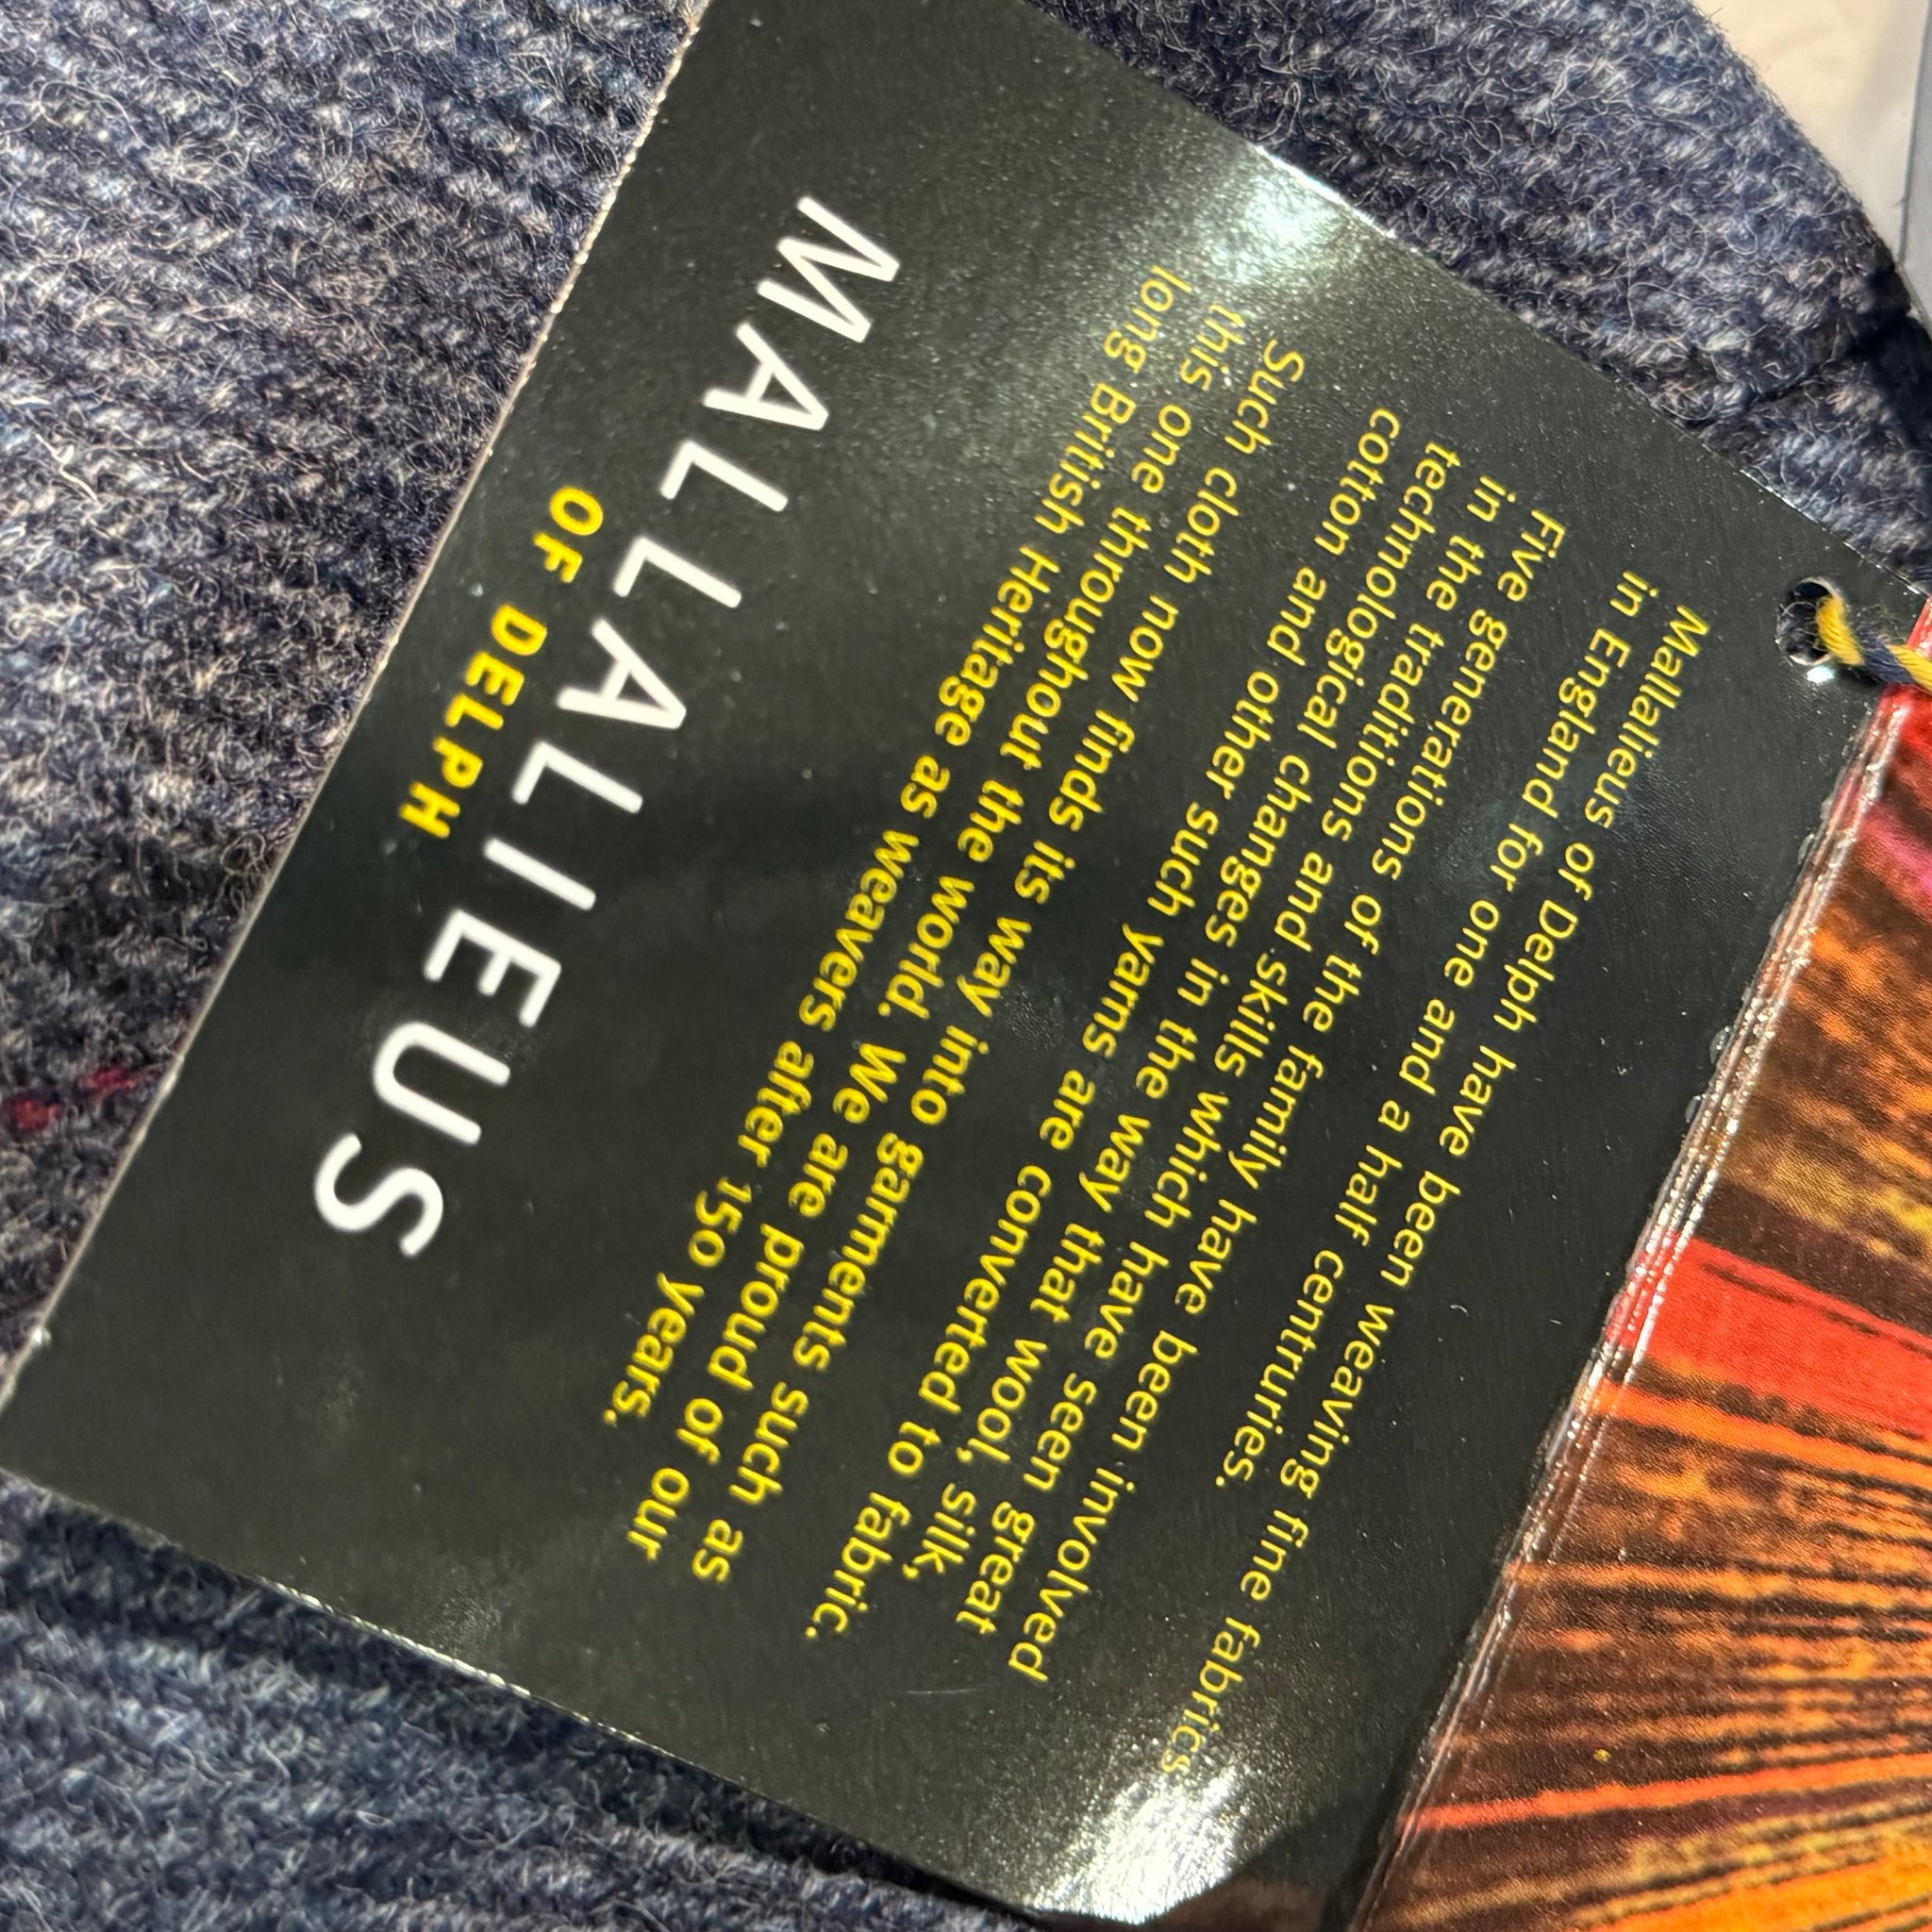 Mallalieus of Delph have been weaving fine fabrics
in England for one and a half centruries.
Five generations of the family have been involved
in the traditions and skills which have seen great
technological changes in the way that wool, silk,
cotton and other such yarns are converted to fabric.
Such cloth now finds its way into garments such as
this one throughout the world. We are proud of our
long British Heritage as weavers after 150 years.
MALLALIEUS
OF DELPH